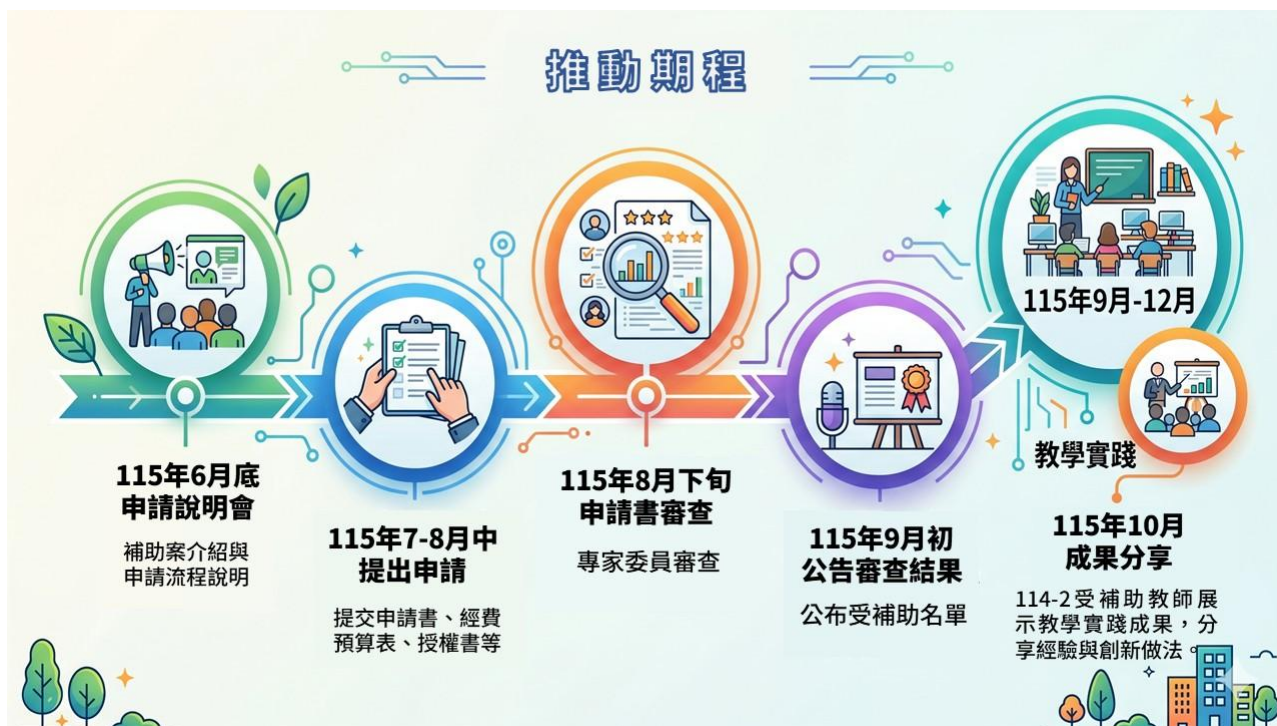 推動期程
115年6月底
申請說明會
補助案介紹與
申請流程說明
115年7-8月中
提出申請
提交申請書、經費
預算表、授權書等
115年8月下旬
申請書審查
專家委員審查
115年9月初
公告審查結果
公布受補助名單
115年9月-12月
教學實踐
115年10月
成果分享
114-2受補助教師展
示教學實踐成果，分
享經驗與創新做法。